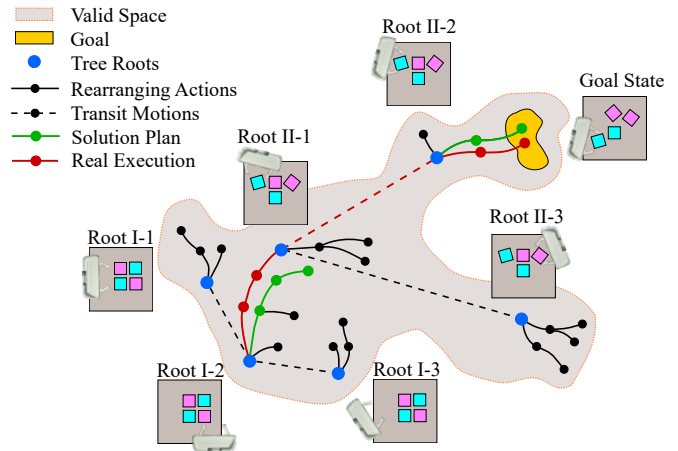 Valid Space
Goal
Tree Roots
Rearranging Actions
Transit Motions
Solution Plan
Real Execution
Root II-2
Goal State
Root II-1
Root I-1
Root II-3
Root I-2
Root I-3